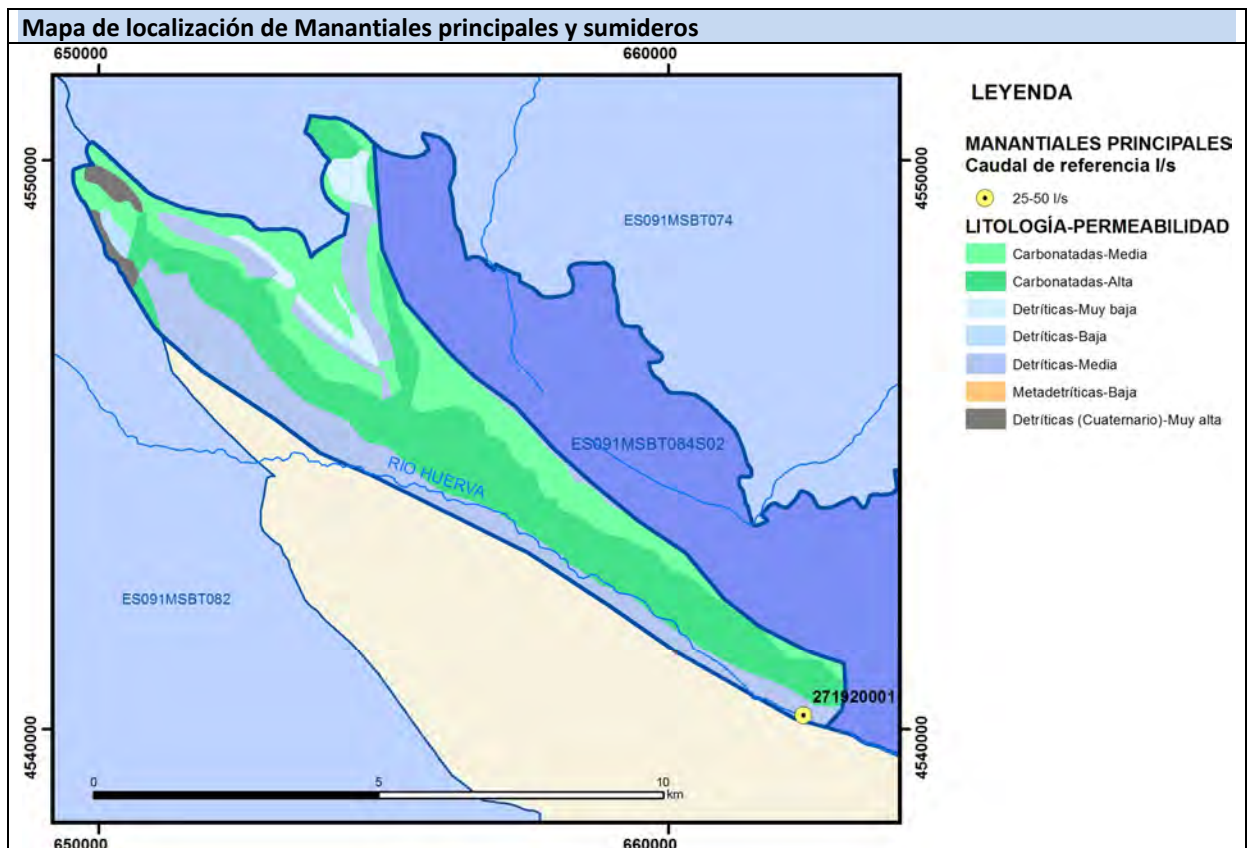 Mapa de localización de Manantiales principales y sumideros
650000
660000
4550000
4550000
ES091MSBT074
ES091MSBT084S02
RIO HUERVA
ES091MSBT082
271920001
4540000
4540000
0
5
10
km
650000
660000
LEYENDA
MANANTIALES PRINCIPALES
Caudal de referencia l/s
25-50 l/s
LITOLOGÍA-PERMEABILIDAD
Carbonatadas-Media
Carbonatadas-Alta
Detríticas-Muy baja
Detríticas-Baja
Detríticas-Media
Metadetríticas-Baja
Detríticas (Cuaternario)-Muy alta